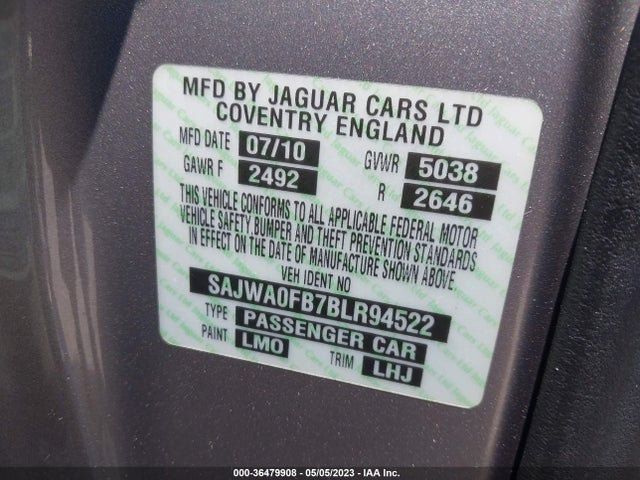 MFD BY JAGUAR CARS LTD
COVENTRY ENGLAND
MFD DATE 07/10 GVWR 5038
GAWR F 2492 R 2646
THIS VEHICLE CONFORMS TO ALL APPLICABLE FEDERAL MOTOR
VEHICLE SAFETY,BUMPER AND THEFT PREVENTION STANDARDS
IN EFFECT ON THE DATE OF MANUFACTURE SHOWN ABOVE.
VEH IDENT NO
SAJWA0FB7BLR94522
TYPE PASSENGER CAR
PAINT LMO TRIM LHJ
000-36479908 - 05/05/2023 - IAA Inc.